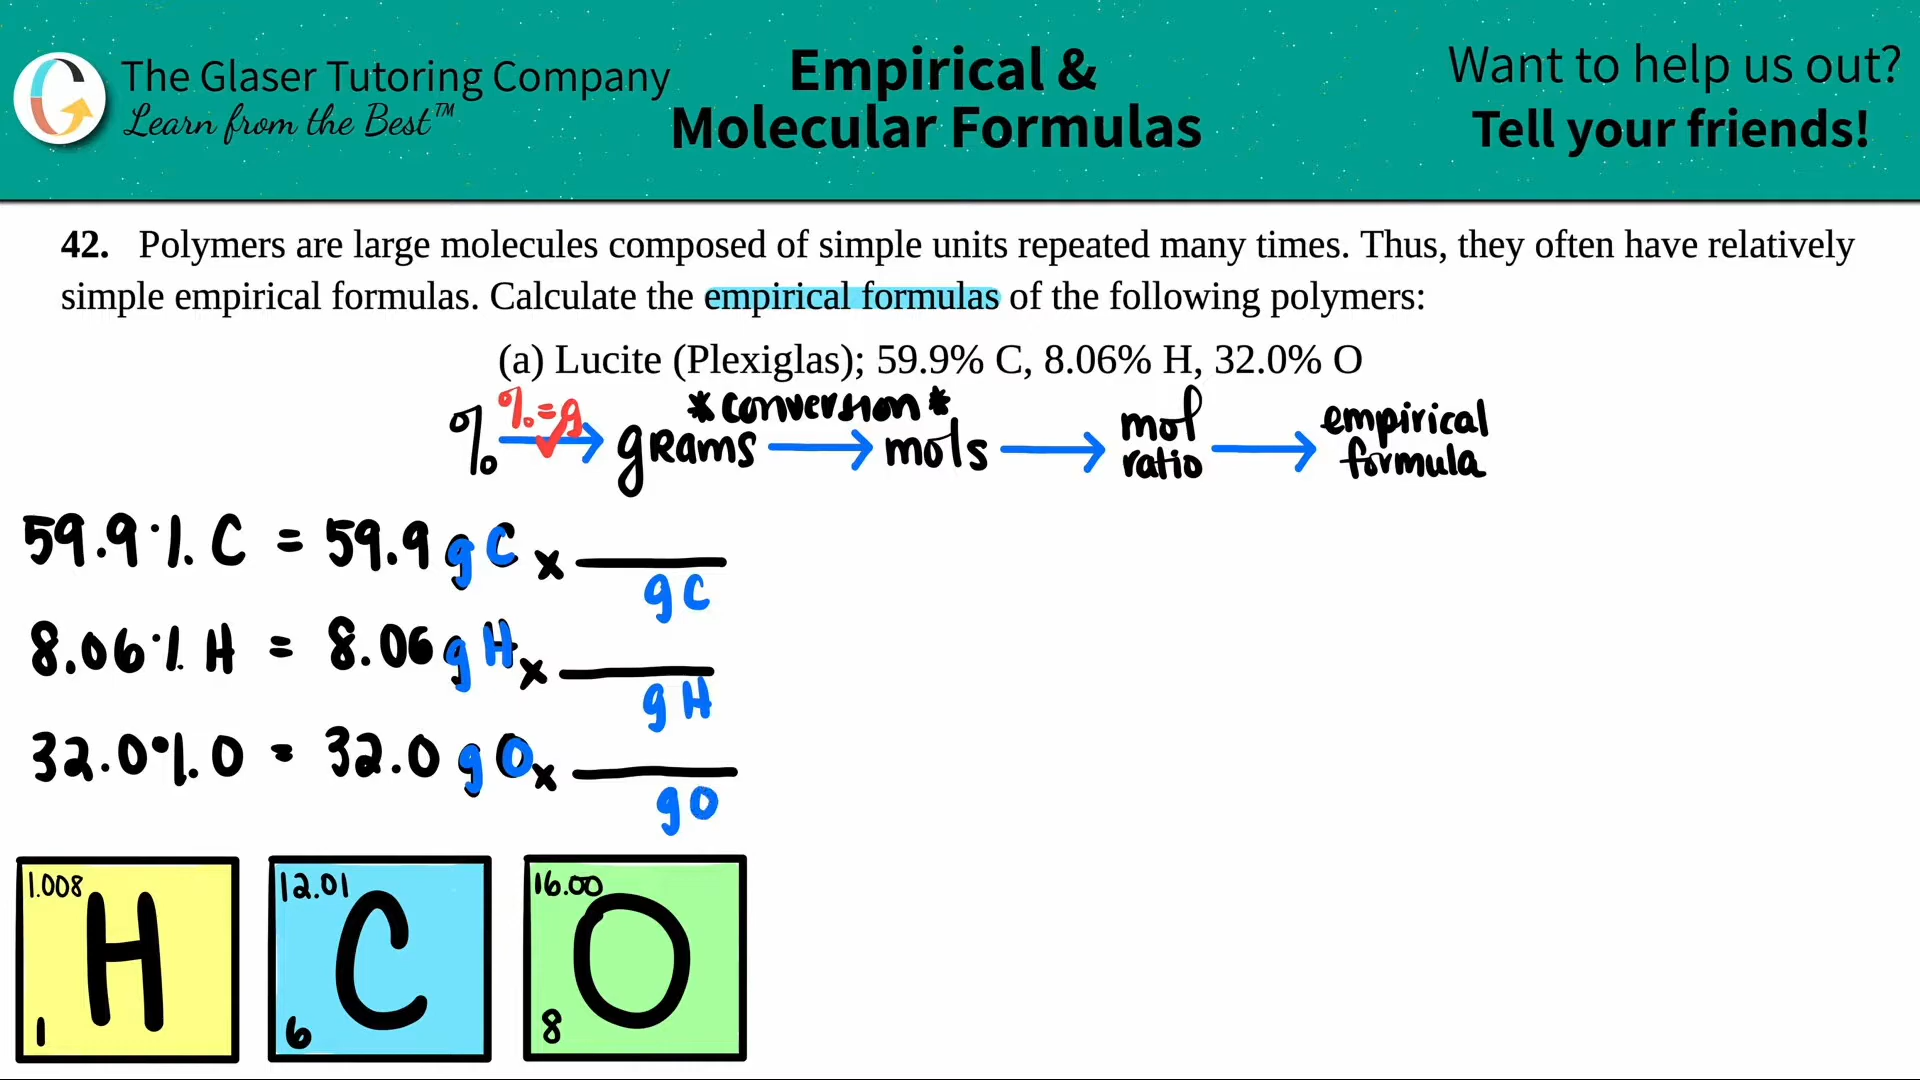 The Glaser Tutoring Company
Learn from the Best™
Empirical &
Molecular Formulas
Want to help us out?
Tell your friends!
42. Polymers are large molecules composed of simple units repeated many times. Thus, they often have relatively
simple empirical formulas. Calculate the empirical formulas of the following polymers:
(a) Lucite (Plexiglas); 59.9% C, 8.06% H, 32.0% O
% %=g grams *conversion* mols mol ratio empirical formula
59.9% C = 59.9 g C x
g C
8.06% H = 8.06 g H x
g H
32.0% O = 32.0 g O x
g O
1.008
H
1
12.01
C
6
16.00
O
8